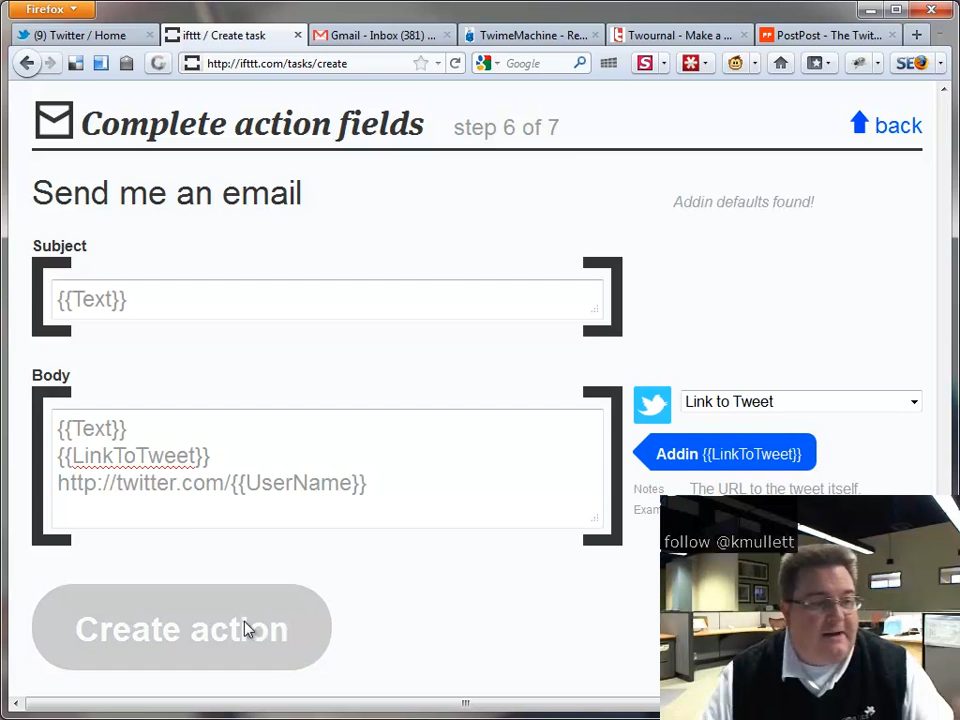 Firefox
(9) Twitter / Home
ifttt / Create task
Gmail - Inbox (381) ...
TwimeMachine - Re...
Twournal - Make a ...
PostPost - The Twit...
http://ifttt.com/tasks/create
Google
SEO
Complete action fields
step 6 of 7
back
Send me an email
Addin defaults found!
Subject
{{Text}}
Body
{{Text}}
{{LinkToTweet}}
http://twitter.com/{{UserName}}
Link to Tweet
Addin {{LinkToTweet}}
Notes
The URL to the tweet itself.
Exam
follow @kmullett
Create action